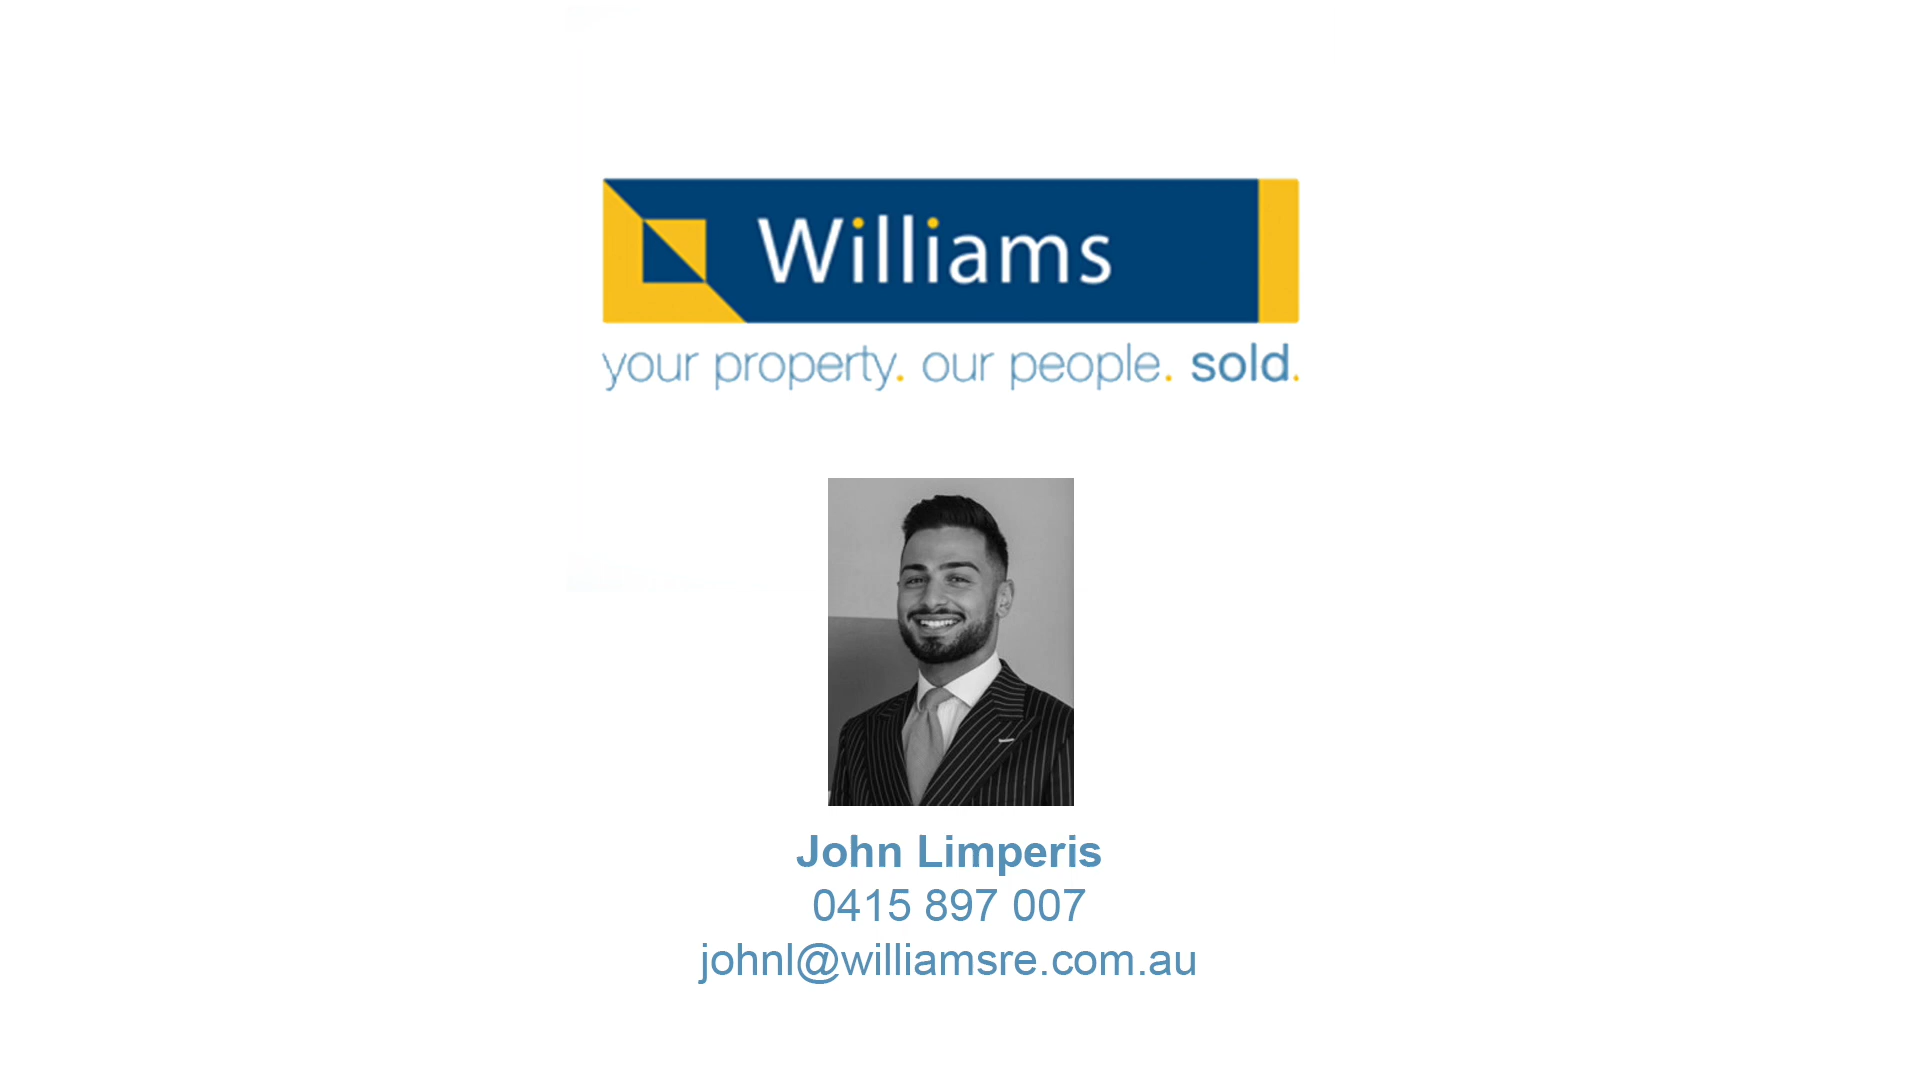 Williams
your property. our people. sold.
John Limperis
0415 897 007
johnl@williamsre.com.au